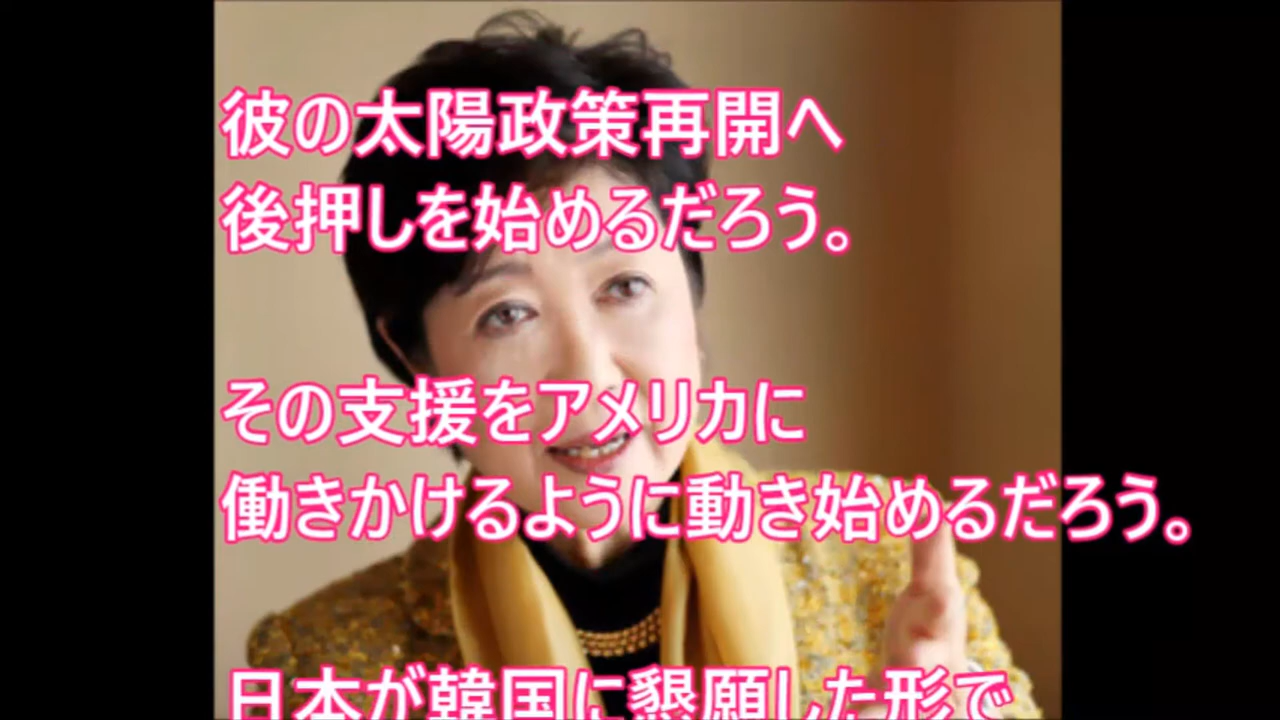 彼の太陽政策再開へ
後押しを始めるだろう。
その支援をアメリカに
働きかけるように動き始めるだろう。
日本が韓国に懇願した形で